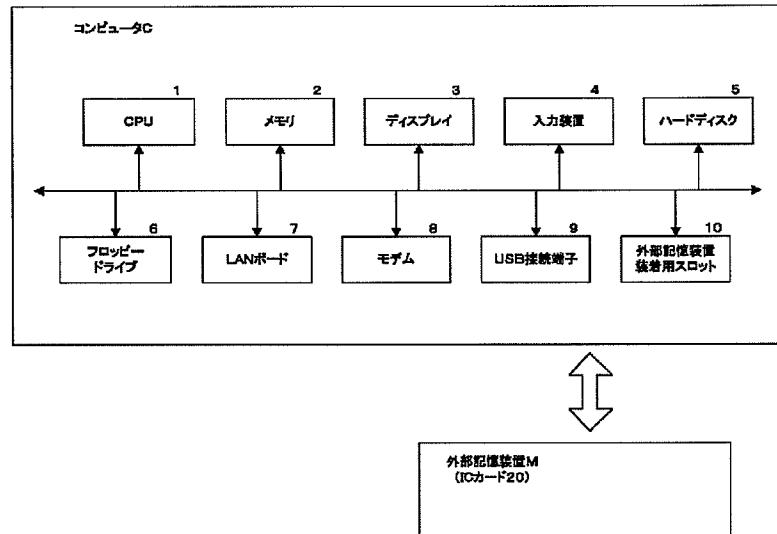 コンピュータC
1
CPU
2
メモリ
3
ディスプレイ
4
入力装置
5
ハードディスク
6
フロッピー
ドライブ
7
LANボード
8
モデム
9
USB接続端子
10
外部記憶装置
装着用スロット
外部記憶装置M
(ICカード20)